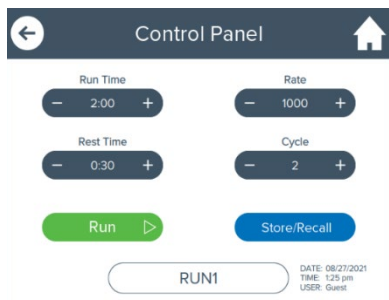 Control Panel
Run Time
Rate
− 2:00 +
− 1000 +
Rest Time
Cycle
− 0:30 +
− 2 +
Run
Store/Recall
RUN1
DATE: 08/27/2021
TIME: 1:25 pm
USER: Guest